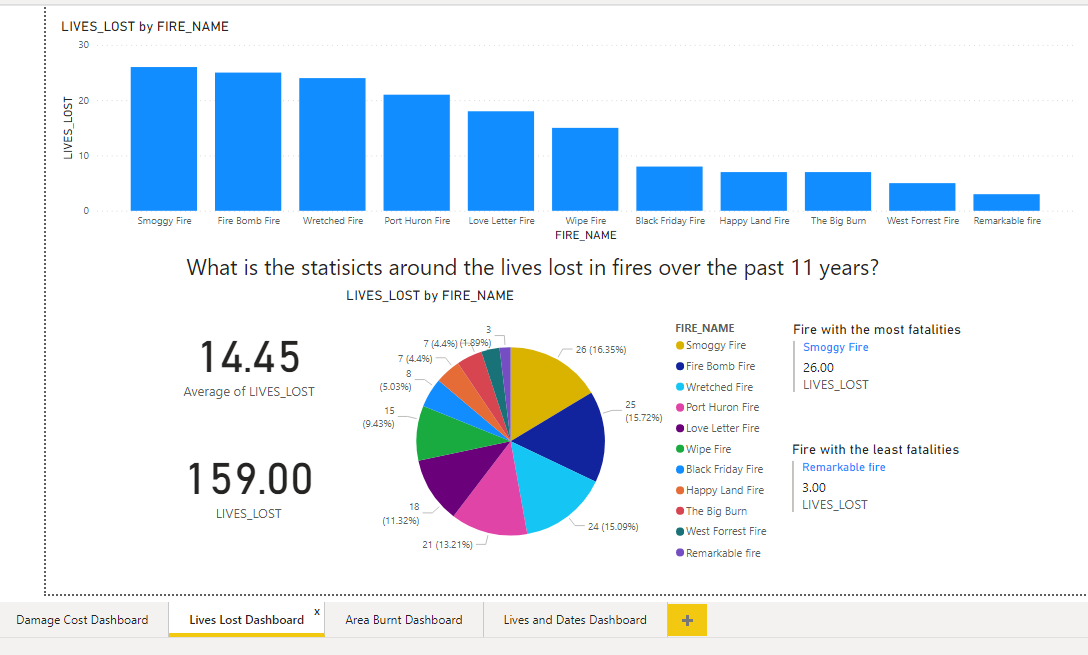 LIVES_LOST by FIRE_NAME
30
20
10
0
LIVES_LOST
Smoggy Fire
Fire Bomb Fire
Wretched Fire
Port Huron Fire
Love Letter Fire
Wipe Fire
Black Friday Fire
Happy Land Fire
The Big Burn
West Forrest Fire
Remarkable fire
FIRE_NAME
What is the statisicts around the lives lost in fires over the past 11 years?
LIVES_LOST by FIRE_NAME
14.45
Average of LIVES_LOST
159.00
LIVES_LOST
3
(1.89%)
7 (4.4%)
7 (4.4%)
8
(5.03%)
15
(9.43%)
18
(11.32%)
21 (13.21%)
24 (15.09%)
25
(15.72%)
26 (16.35%)
FIRE_NAME
Smoggy Fire
Fire Bomb Fire
Wretched Fire
Port Huron Fire
Love Letter Fire
Wipe Fire
Black Friday Fire
Happy Land Fire
The Big Burn
West Forrest Fire
Remarkable fire
Fire with the most fatalities
Smoggy Fire
26.00
LIVES_LOST
Fire with the least fatalities
Remarkable fire
3.00
LIVES_LOST
Damage Cost Dashboard
Lives Lost Dashboard
x
Area Burnt Dashboard
Lives and Dates Dashboard
+